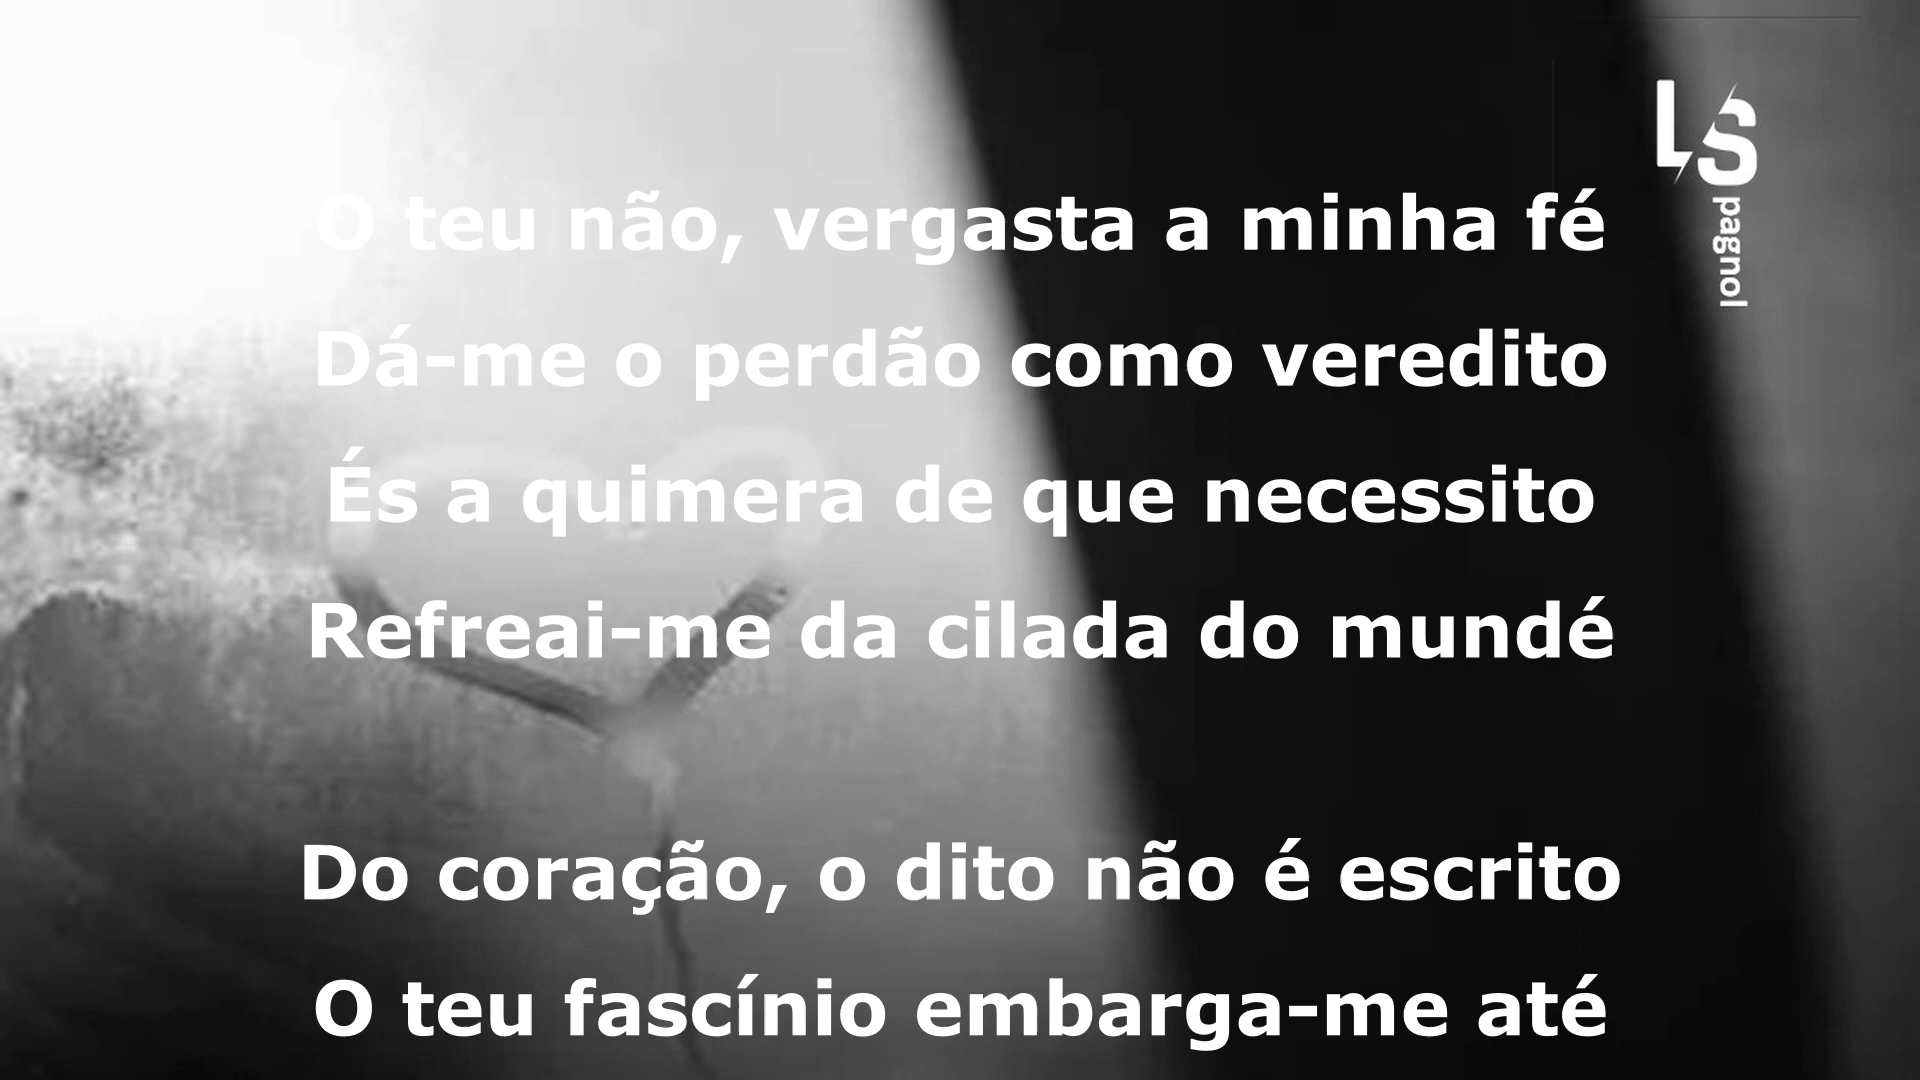 LS
pagnol
O teu não, vergasta a minha fé
Dá-me o perdão como veredito
És a quimera de que necessito
Refreai-me da cilada do mundé
Do coração, o dito não é escrito
O teu fascínio embarga-me até